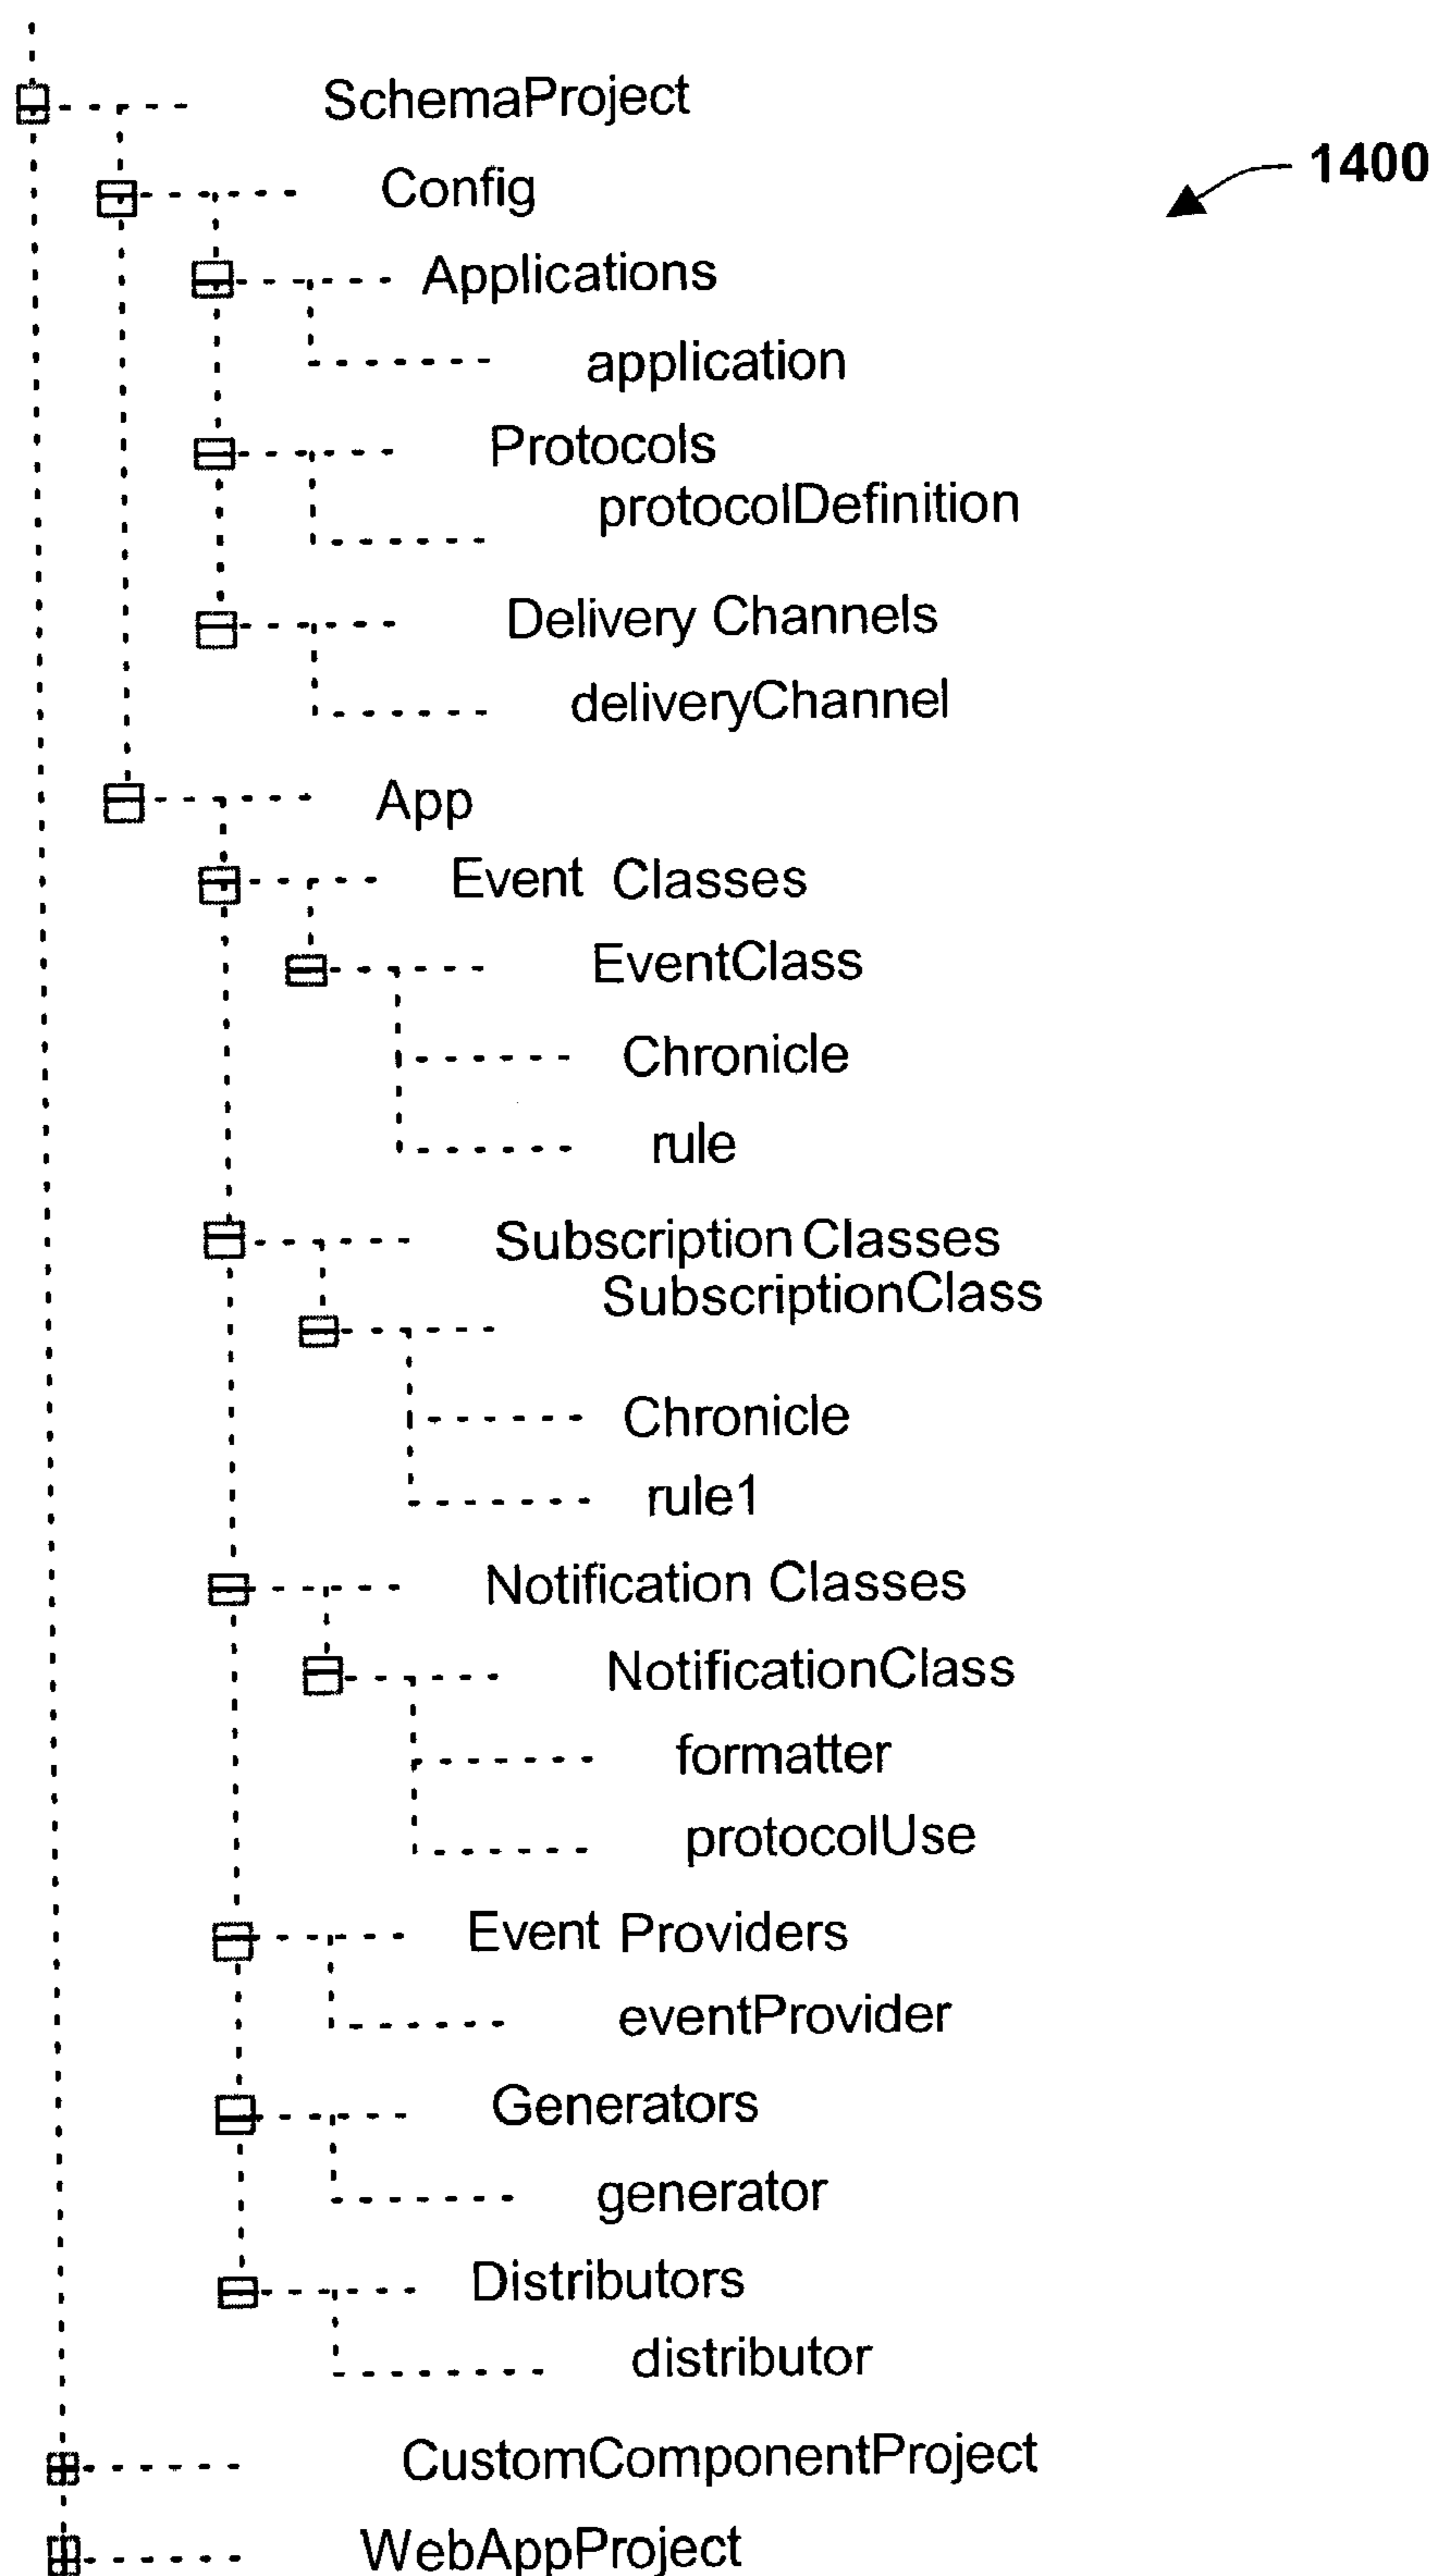 SchemaProject
1400
Config
Applications
application
Protocols
protocolDefinition
Delivery Channels
deliveryChannel
App
Event Classes
EventClass
Chronicle
rule
Subscription Classes
SubscriptionClass
Chronicle
rule1
Notification Classes
NotificationClass
formatter
protocolUse
Event Providers
eventProvider
Generators
generator
Distributors
distributor
CustomComponentProject
WebAppProject